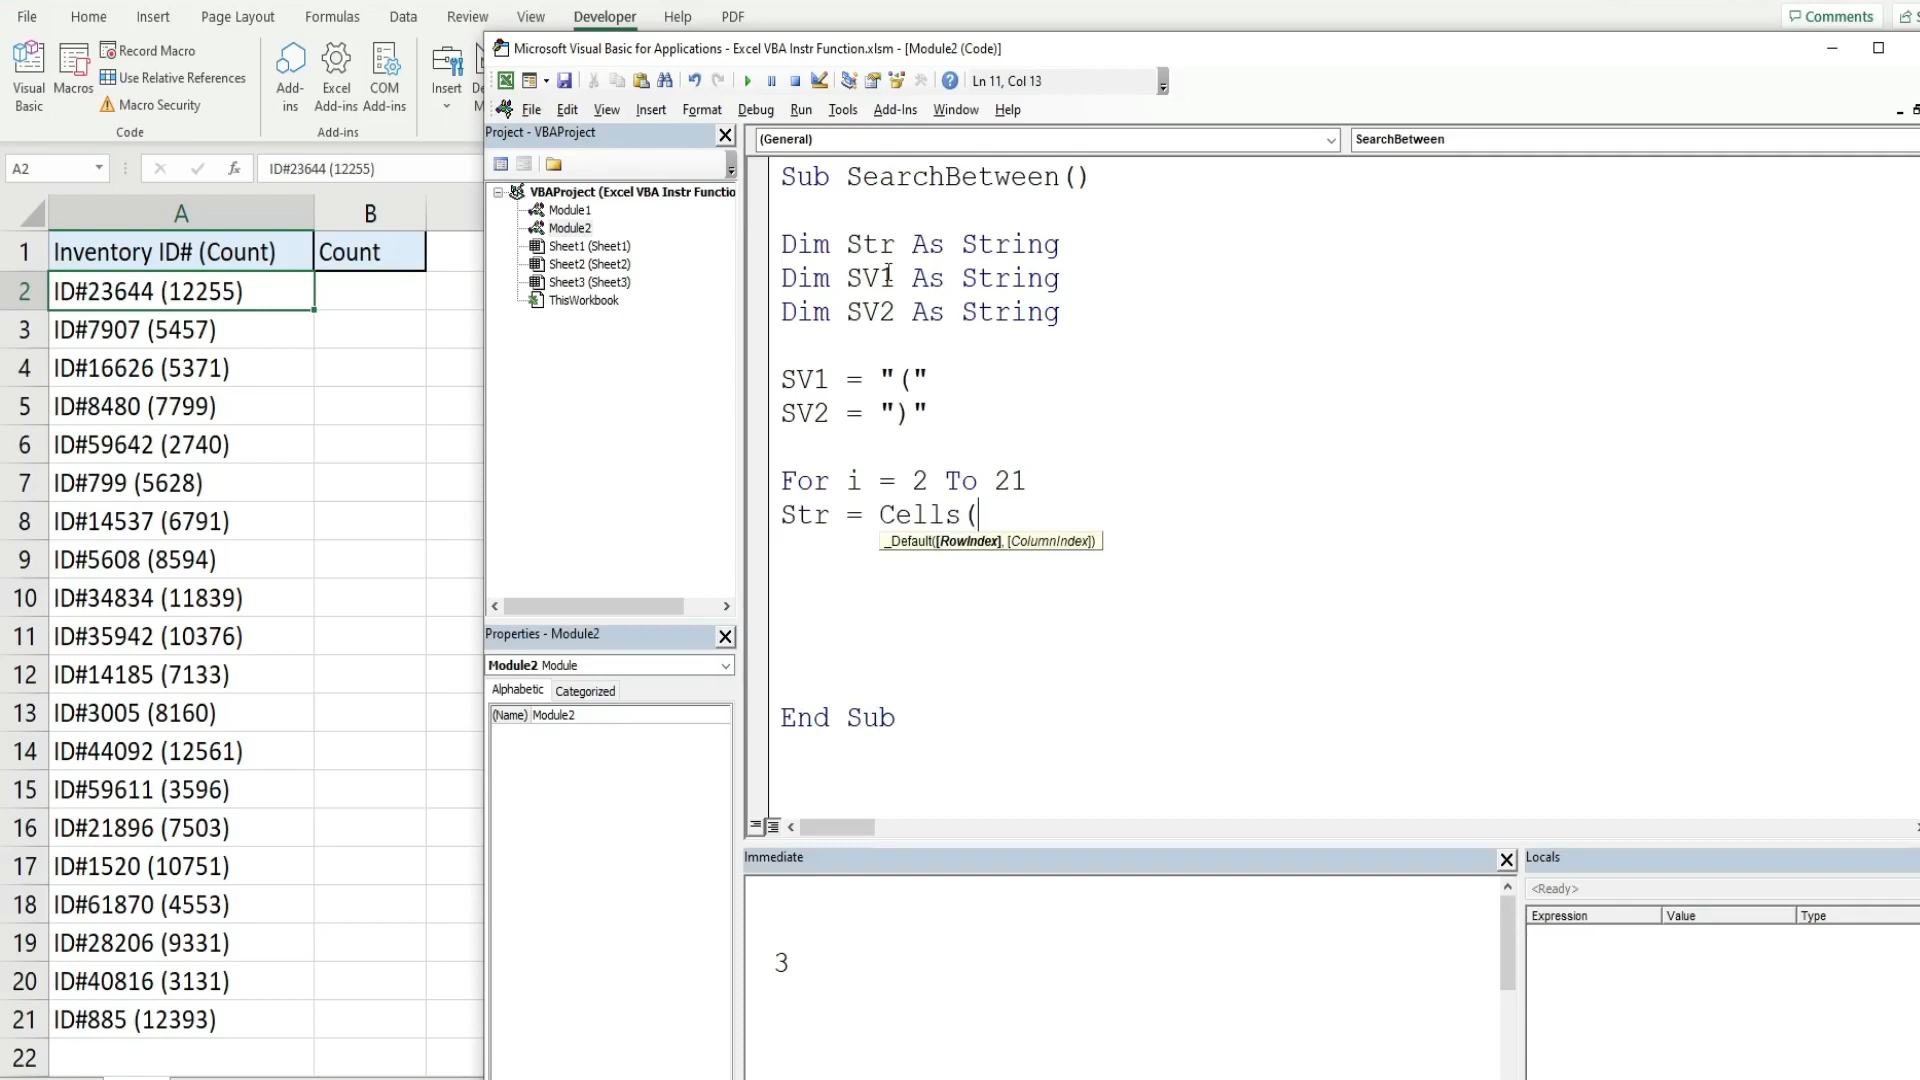 File Home Insert Page Layout Formulas Data Review View Developer Help PDF Comments
Record Macro
Use Relative References
Macro Security
Visual Basic
Macros
Code
Add-ins
Excel Add-ins
COM Add-ins
Add-ins
Insert
Microsoft Visual Basic for Applications - Excel VBA Instr Function.xlsm - [Module2 (Code)]
Ln 11, Col 13
File Edit View Insert Format Debug Run Tools Add-Ins Window Help
A2
fx
ID#23644 (12255)
A B
1 Inventory ID# (Count) Count
2 ID#23644 (12255)
3 ID#7907 (5457)
4 ID#16626 (5371)
5 ID#8480 (7799)
6 ID#59642 (2740)
7 ID#799 (5628)
8 ID#14537 (6791)
9 ID#5608 (8594)
10 ID#34834 (11839)
11 ID#35942 (10376)
12 ID#14185 (7133)
13 ID#3005 (8160)
14 ID#44092 (12561)
15 ID#59611 (3596)
16 ID#21896 (7503)
17 ID#1520 (10751)
18 ID#61870 (4553)
19 ID#28206 (9331)
20 ID#40816 (3131)
21 ID#885 (12393)
22
Project - VBAProject
VBAProject (Excel VBA Instr Functio
Module1
Module2
Sheet1 (Sheet1)
Sheet2 (Sheet2)
Sheet3 (Sheet3)
ThisWorkbook
Properties - Module2
Module2 Module
Alphabetic Categorized
(Name) Module2
(General) SearchBetween
Sub SearchBetween()
Dim Str As String
Dim SV1 As String
Dim SV2 As String
SV1 = "("
SV2 = ")"
For i = 2 To 21
Str = Cells(
_Default([RowIndex], [ColumnIndex])
End Sub
Immediate
3
Locals
<Ready>
Expression Value Type